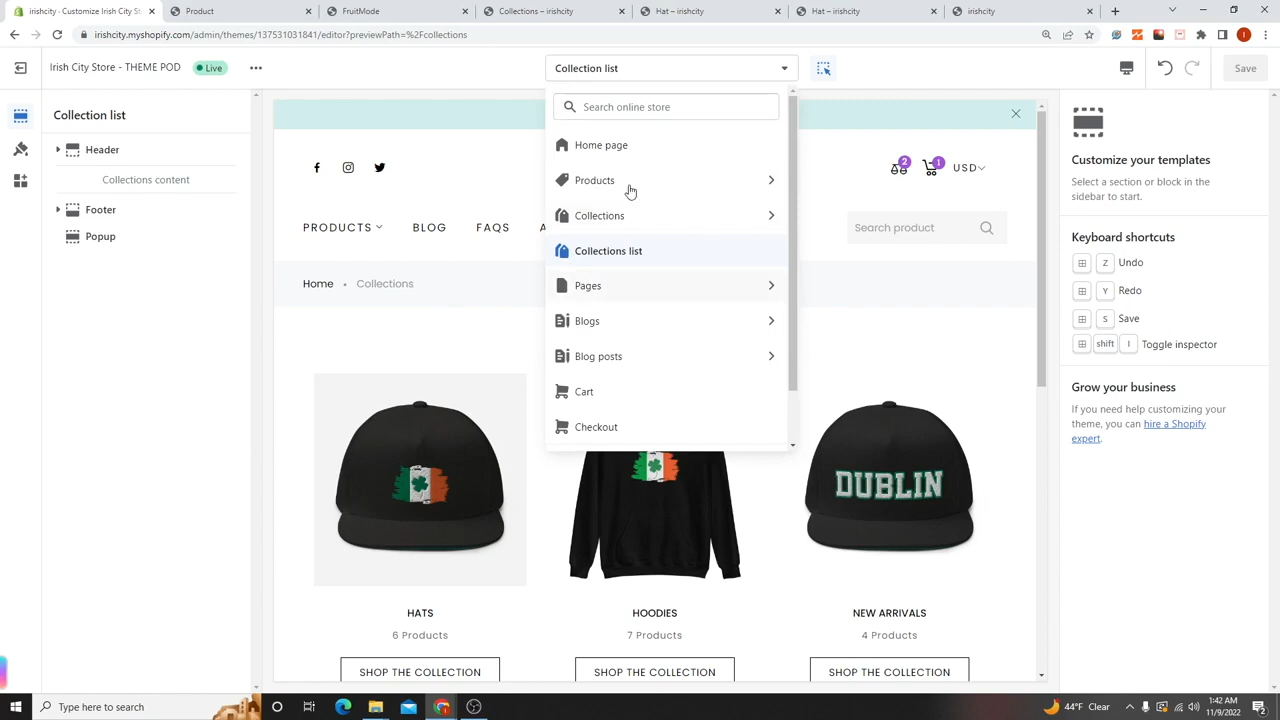 irishcity - Customize Irish City St
Product
FruitMode
Collections – irishcity
Hat – irishcity
Hat – irishcity
irishcity
irishcity.myshopify.com/admin/themes/137531031841/editor?previewPath=%2Fcollections
Irish City Store - THEME POD
Live
Collection list
Save
Collection list
Header
Collections content
Footer
Popup
Search online store
Home page
Products
Collections
Collections list
Pages
Blogs
Blog posts
Cart
Checkout
2
1
USD
PRODUCTS
BLOG
FAQS
A
Search product
Home • Collections
DUBLIN
HATS
6 Products
SHOP THE COLLECTION
HOODIES
7 Products
SHOP THE COLLECTION
NEW ARRIVALS
4 Products
SHOP THE COLLECTION
Customize your templates
Select a section or block in the
sidebar to start.
Keyboard shortcuts
Z Undo
Y Redo
S Save
shift I Toggle inspector
Grow your business
If you need help customizing your
theme, you can hire a Shopify
expert.
Type here to search
44°F Clear
1:42 AM
11/9/2022
2